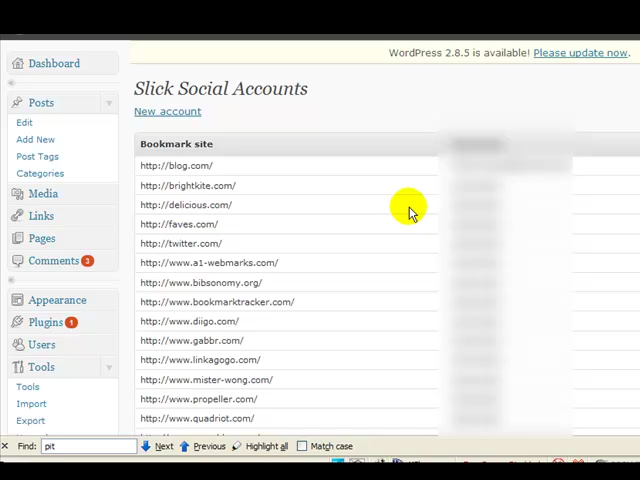 WordPress 2.8.5 is available! Please update now.
Dashboard
Posts
Edit
Add New
Post Tags
Categories
Media
Links
Pages
Comments 3
Appearance
Plugins 1
Users
Tools
Tools
Import
Export
Slick Social Accounts
New account
Bookmark site
http://blog.com/
http://brightkite.com/
http://delicious.com/
http://faves.com/
http://twitter.com/
http://www.a1-webmarks.com/
http://www.bibsonomy.org/
http://www.bookmarktracker.com/
http://www.diigo.com/
http://www.gabbr.com/
http://www.linkagogo.com/
http://www.mister-wong.com/
http://www.propeller.com/
http://www.quadriot.com/
Find: pit Next Previous Highlight all Match case